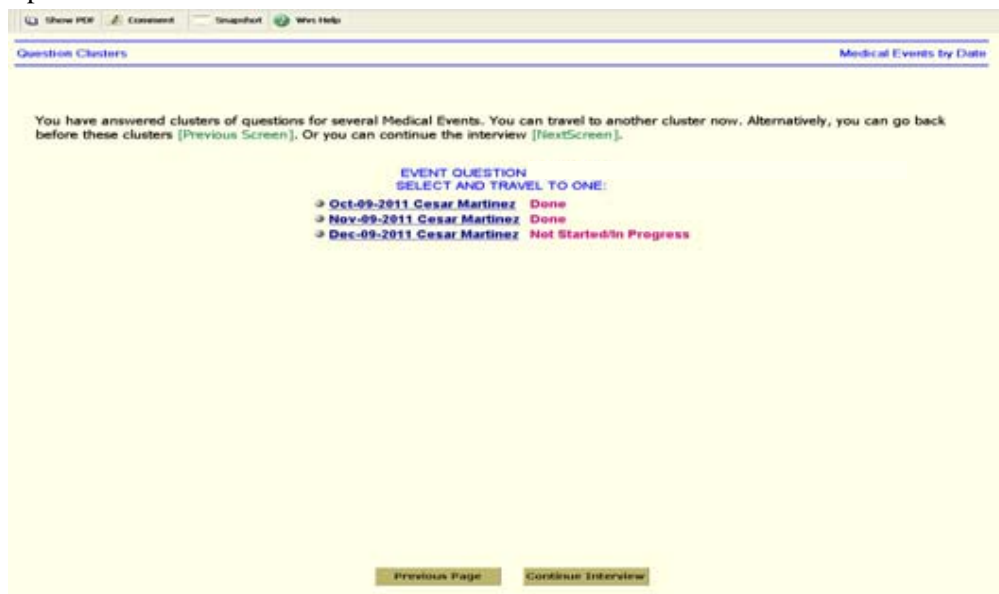 Show PDF Comment Snapshot Wvs Help
Question Clusters Medical Events by Date
You have answered clusters of questions for several Medical Events. You can travel to another cluster now. Alternatively, you can go back
before these clusters [Previous Screen]. Or you can continue the interview [NextScreen].
EVENT QUESTION
SELECT AND TRAVEL TO ONE:
Oct-09-2011 Cesar Martinez Done
Nov-09-2011 Cesar Martinez Done
Dec-09-2011 Cesar Martinez Not Started/In Progress
Previous Page Continue Interview